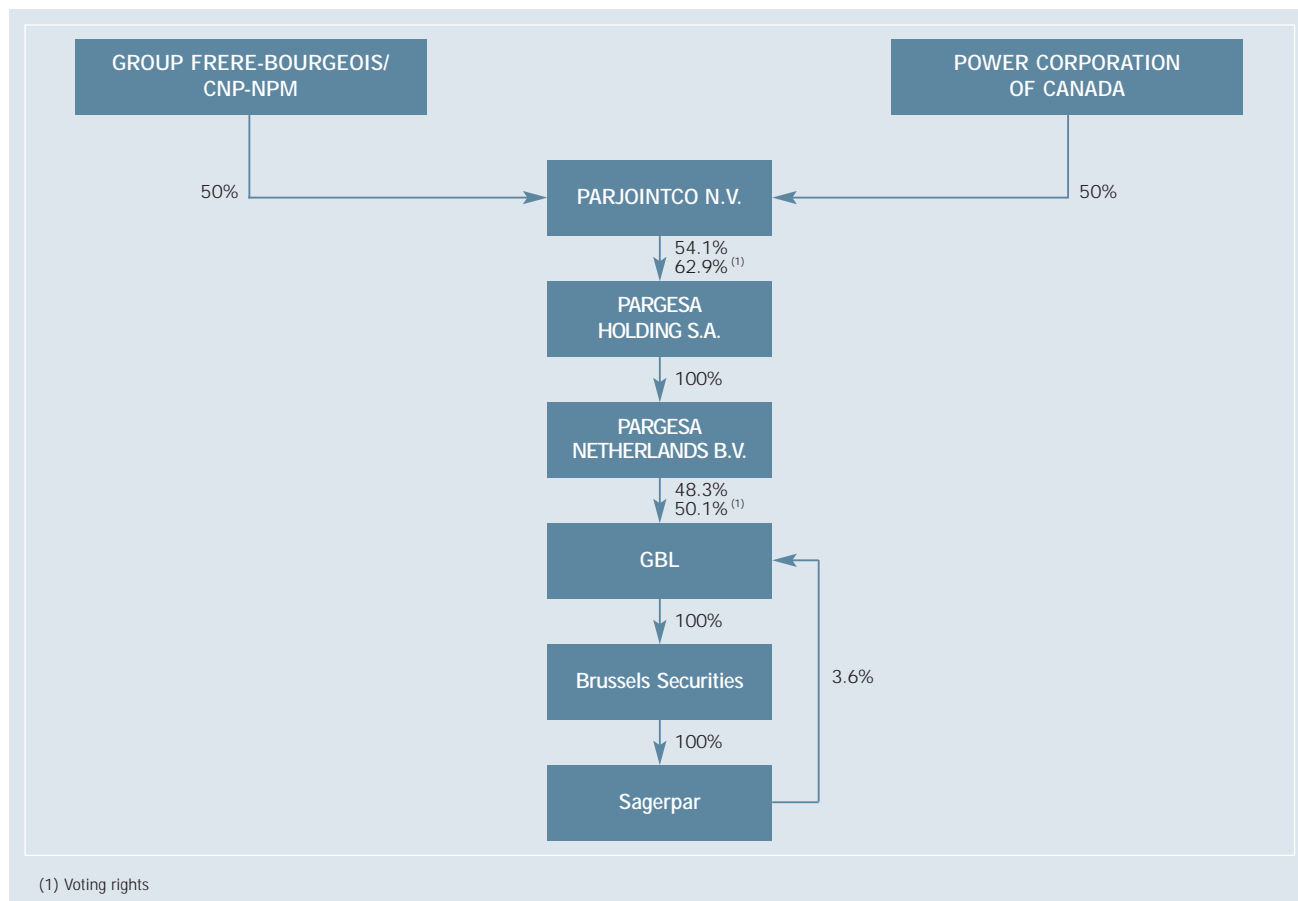 GROUP FRERE-BOURGEOIS/
CNP-NPM
POWER CORPORATION
OF CANADA
50%
PARJOINTCO N.V.
50%
54.1%
62.9% (1)
PARGESA
HOLDING S.A.
100%
PARGESA
NETHERLANDS B.V.
48.3%
50.1% (1)
GBL
100%
Brussels Securities
3.6%
100%
Sagerpar
(1) Voting rights